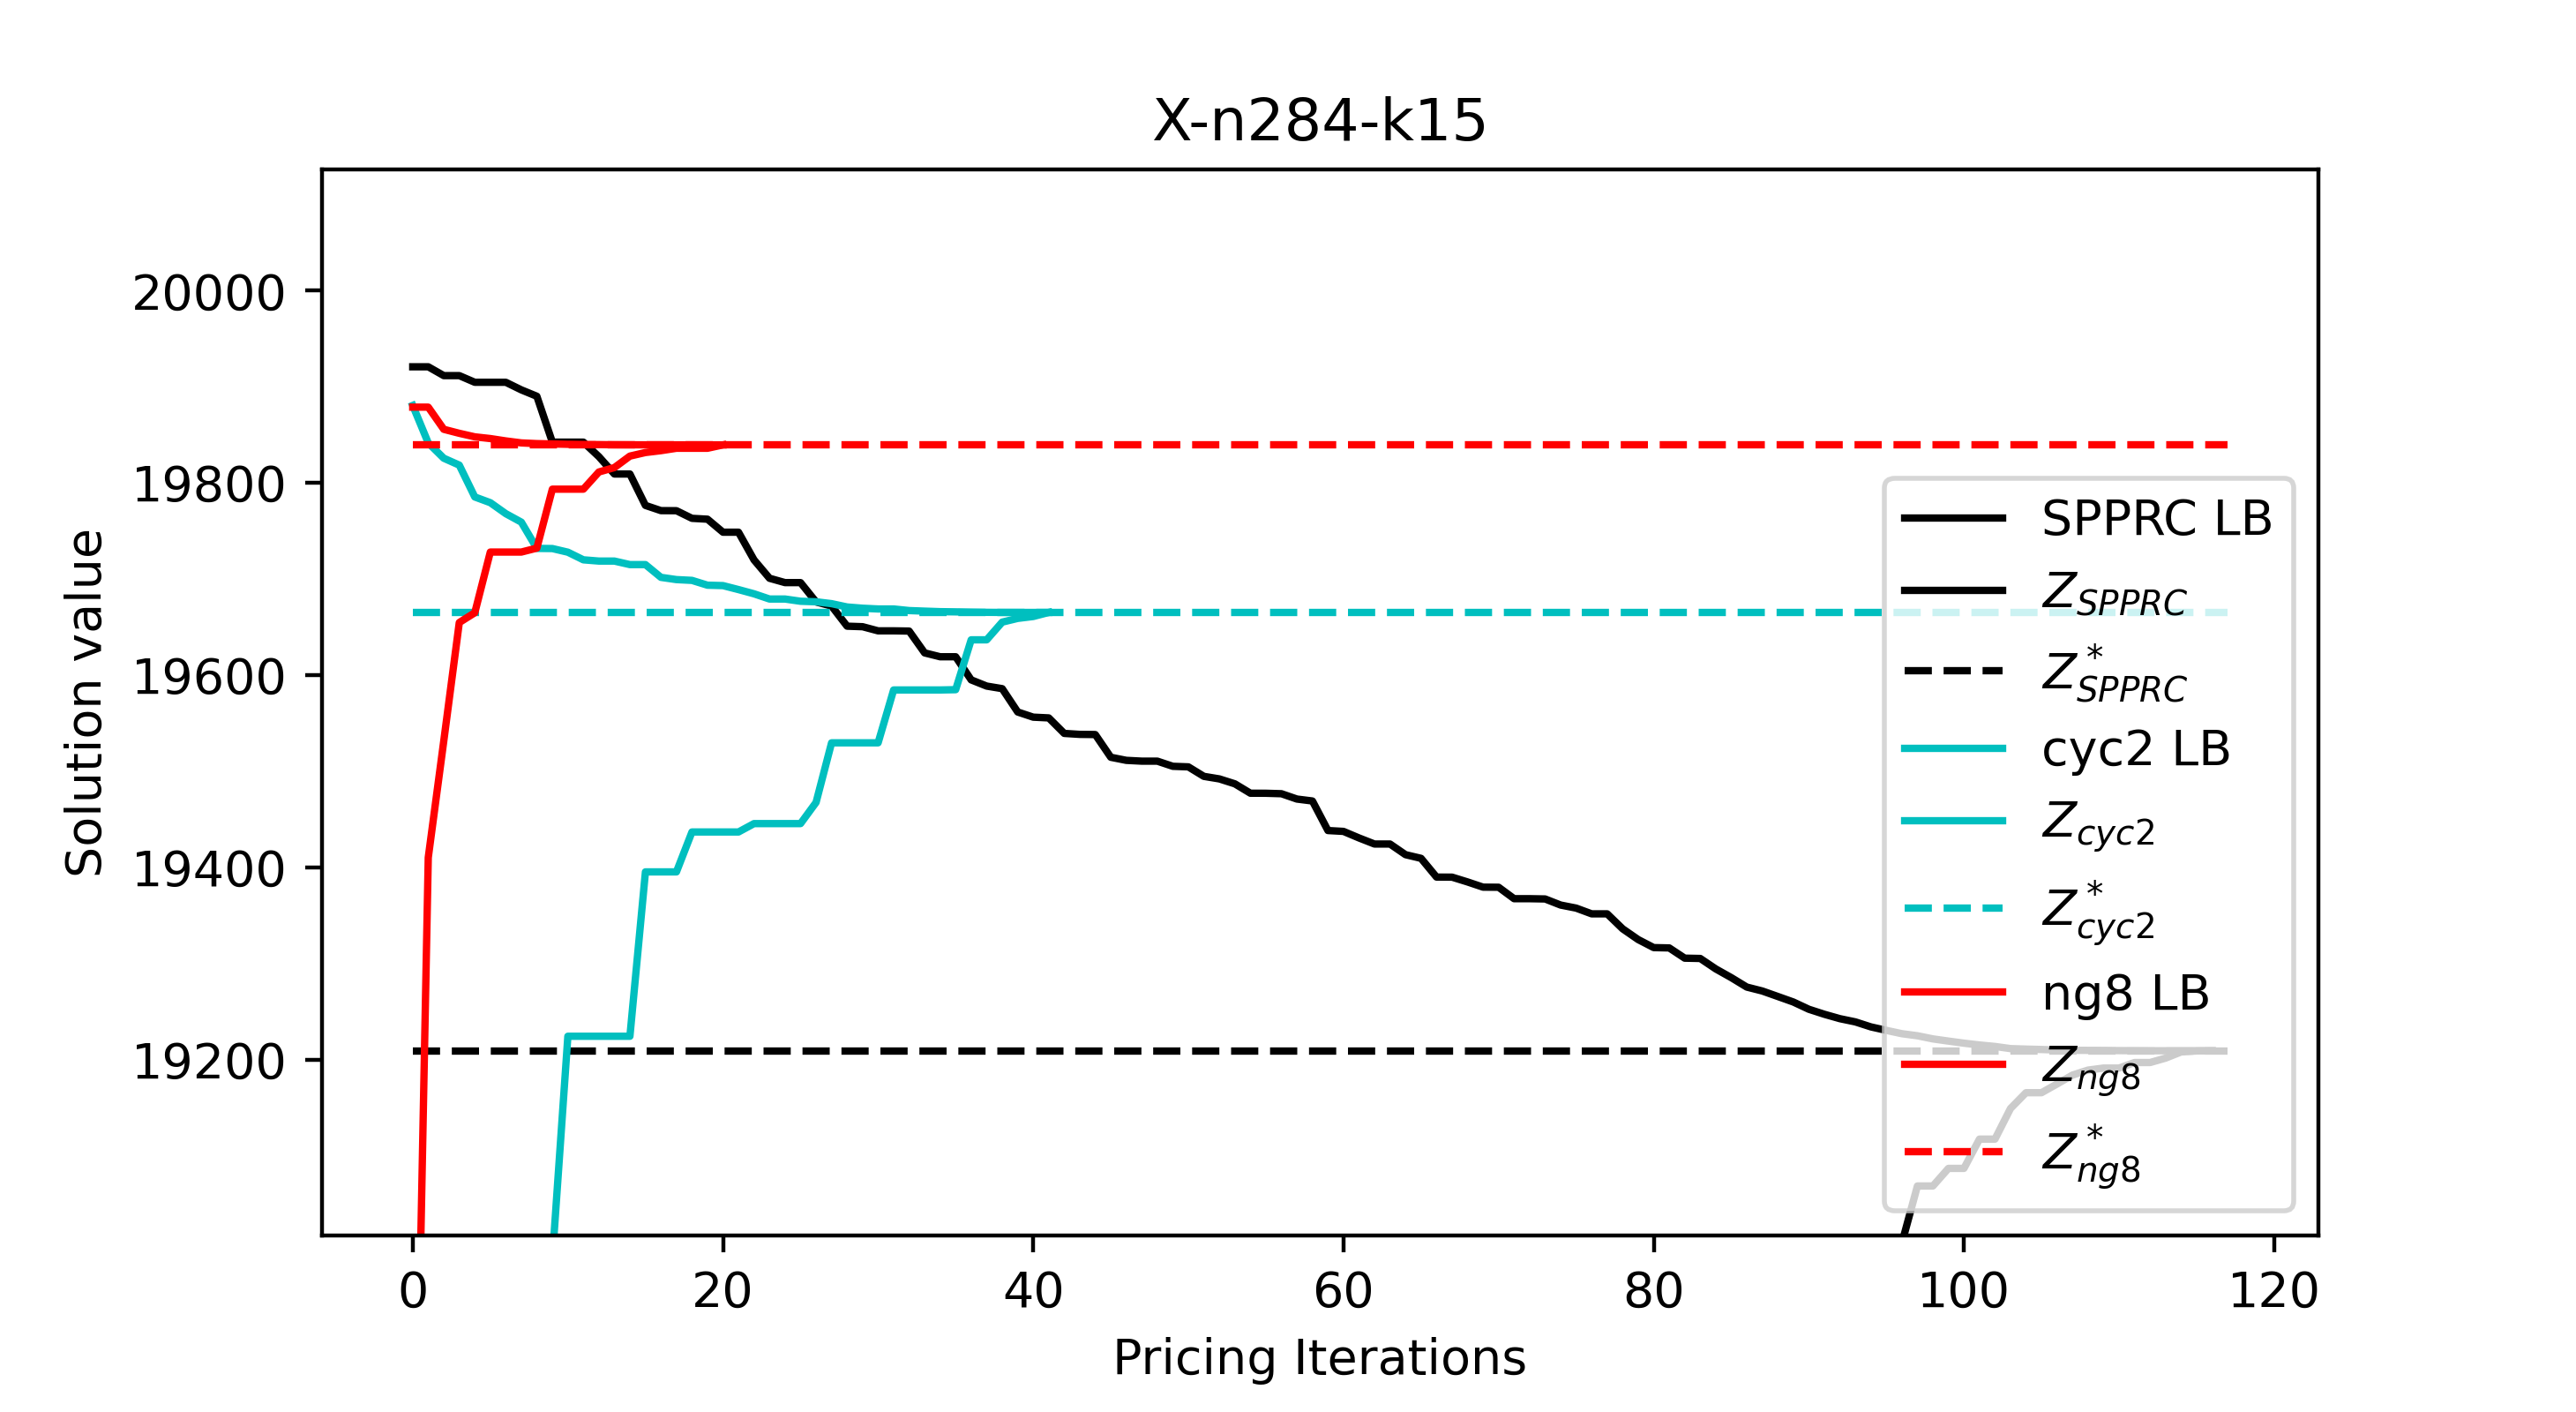 X-n284-k15
20000
19800
19600
19400
19200
Solution value
0 20 40 60 80 100 120
Pricing Iterations
SPPRC LB
Z_SPPRC
Z*_SPPRC
cyc2 LB
Z_cyc2
Z*_cyc2
ng8 LB
Z_ng8
Z*_ng8